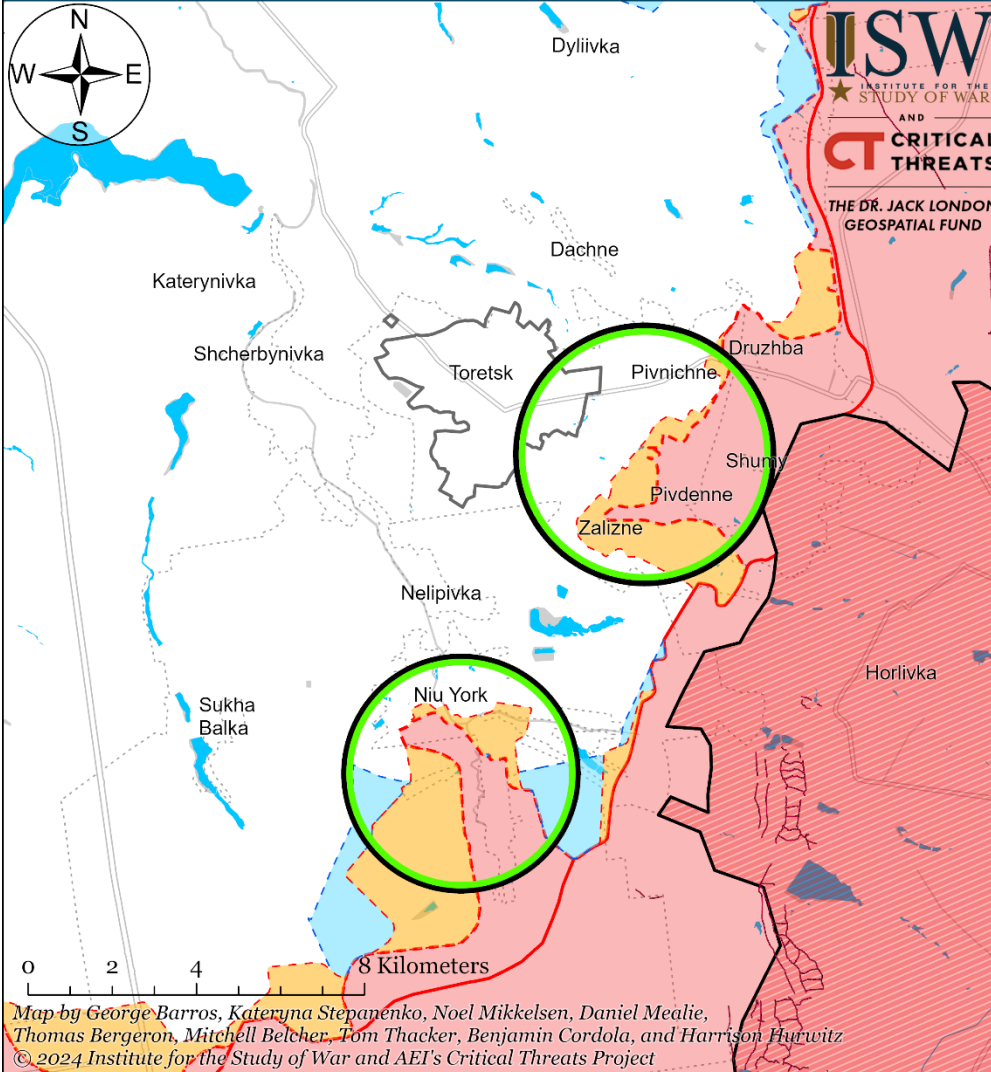 N
W E
S
Dyliivka
ISW
INSTITUTE FOR THE
STUDY OF WAR
AND
CT CRITICAL
THREATS
THE DR. JACK LONDON
GEOSPATIAL FUND
Dachne
Katerynivka
Shcherbynivka
Druzhba
Toretsk
Pivnichne
Shumy
Pivdenne
Zalizne
Nelipivka
Horlivka
Niu York
Sukha
Balka
0 2 4 8 Kilometers
Map by George Barros, Kateryna Stepanenko, Noel Mikkelsen, Daniel Mealie,
Thomas Bergeron, Mitchell Belcher, Tom Thacker, Benjamin Cordola, and Harrison Hurwitz
© 2024 Institute for the Study of War and AEI's Critical Threats Project